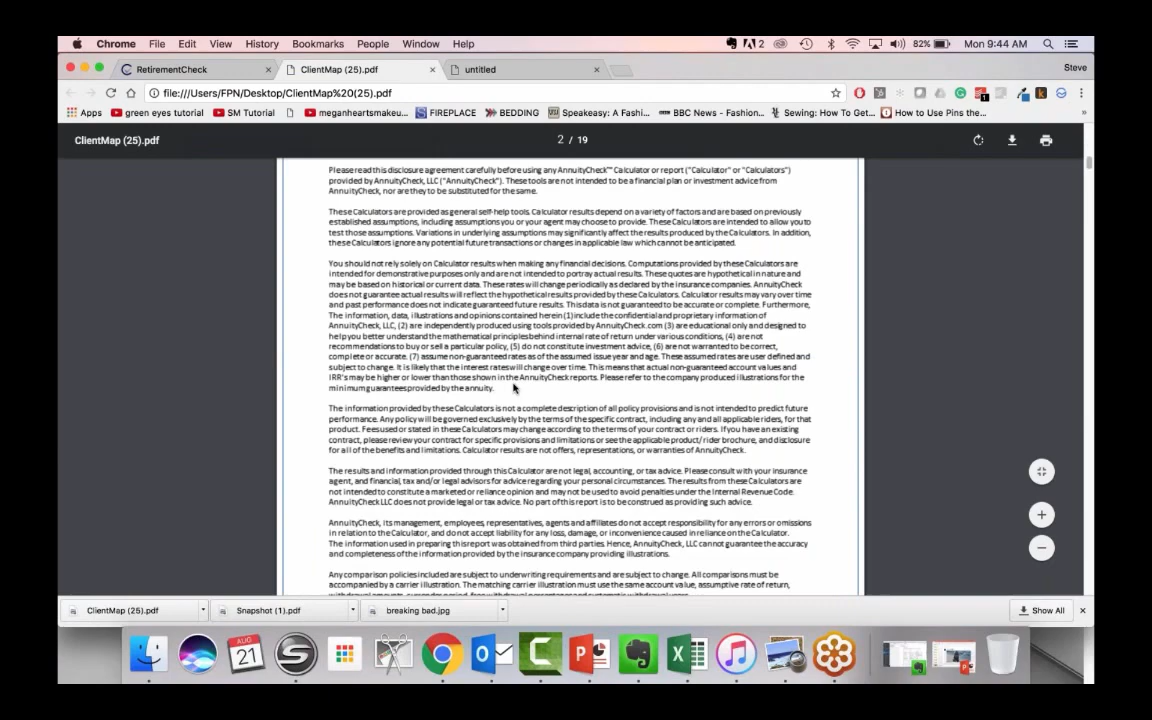 Chrome File Edit View History Bookmarks People Window Help 2 82% Mon 9:44 AM
RetirementCheck × ClientMap (25).pdf × untitled × Steve
file:///Users/FPN/Desktop/ClientMap%20(25).pdf
Apps green eyes tutorial SM Tutorial meganheartsmakeu... FIREPLACE BEDDING Speakeasy: A Fashi... BBC News - Fashion... Sewing: How To Get... How to Use Pins the... »
ClientMap (25).pdf 2 / 19
Please read this disclosure agreement carefully before using any AnnuityCheck™ Calculator or report ("Calculator" or "Calculators")
provided by AnnuityCheck, LLC ("AnnuityCheck"). These tools are not intended to be a financial plan or investment advice from
AnnuityCheck, nor are they to be substituted for the same.
These Calculators are provided as general self-help tools. Calculator results depend on a variety of factors and are based on previously
established assumptions, including assumptions you or your agent may choose to provide. These Calculators are intended to allow you to
test those assumptions. Variations in underlying assumptions may significantly affect the results produced by the Calculators. In addition,
these Calculators ignore any potential future transactions or changes in applicable law which cannot be anticipated.
You should not rely solely on Calculator results when making any financial decisions. Computations provided by these Calculators are
intended for demonstrative purposes only and are not intended to portray actual results. These quotes are hypothetical in nature and
may be based on historical or current data. These rates will change periodically as declared by the insurance companies. AnnuityCheck
does not guarantee actual results will reflect the hypothetical results provided by these Calculators. Calculator results may vary over time
and past performance does not indicate guaranteed future results. This data is not guaranteed to be accurate or complete. Furthermore,
The information, data, illustrations and opinions contained herein (1) include the confidential and proprietary information of
AnnuityCheck, LLC, (2) are independently produced using tools provided by AnnuityCheck.com (3) are educational only and designed to
help you better understand the mathematical principles behind internal rate of return under various conditions, (4) are not
recommendations to buy or sell a particular policy, (5) do not constitute investment advice, (6) are not warranted to be correct,
complete or accurate. (7) assume non-guaranteed rates as of the assumed issue year and age. These assumed rates are user defined and
subject to change. It is likely that the interest rates will change over time. This means that actual non-guaranteed account values and
IRR's may be higher or lower than those shown in the AnnuityCheck reports. Please refer to the company produced illustrations for the
minimum guarantees provided by the annuity.
The information provided by these Calculators is not a complete description of all policy provisions and is not intended to predict future
performance. Any policy will be governed exclusively by the terms of the specific contract, including any and all applicable riders, for that
product. Fees used or stated in these Calculators may change according to the terms of your contract or riders. If you have an existing
contract, please review your contract for specific provisions and limitations or see the applicable product/ rider brochure, and disclosure
for all of the benefits and limitations. Calculator results are not offers, representations, or warranties of AnnuityCheck.
The results and information provided through this Calculator are not legal, accounting, or tax advice. Please consult with your insurance
agent, and financial, tax and/or legal advisors for advice regarding your personal circumstances. The results from these Calculators are
not intended to constitute a marketed or reliance opinion and may not be used to avoid penalties under the Internal Revenue Code.
AnnuityCheck LLC does not provide legal or tax advice. No part of this report is to be construed as providing such advice.
AnnuityCheck, its management, employees, representatives, agents and affiliates do not accept responsibility for any errors or omissions
in relation to the Calculator, and do not accept liability for any loss, damage, or inconvenience caused in reliance on the Calculator.
The information used in preparing this report was obtained from third parties. Hence, AnnuityCheck, LLC cannot guarantee the accuracy
and completeness of the information provided by the insurance company providing illustrations.
Any comparison policies included are subject to underwriting requirements and are subject to change. All comparisons must be
accompanied by a carrier illustration. The matching carrier illustration must use the same account value, assumptive rate of return,
ClientMap (25).pdf Snapshot (1).pdf breaking bad.jpg Show All ×
AUG
21